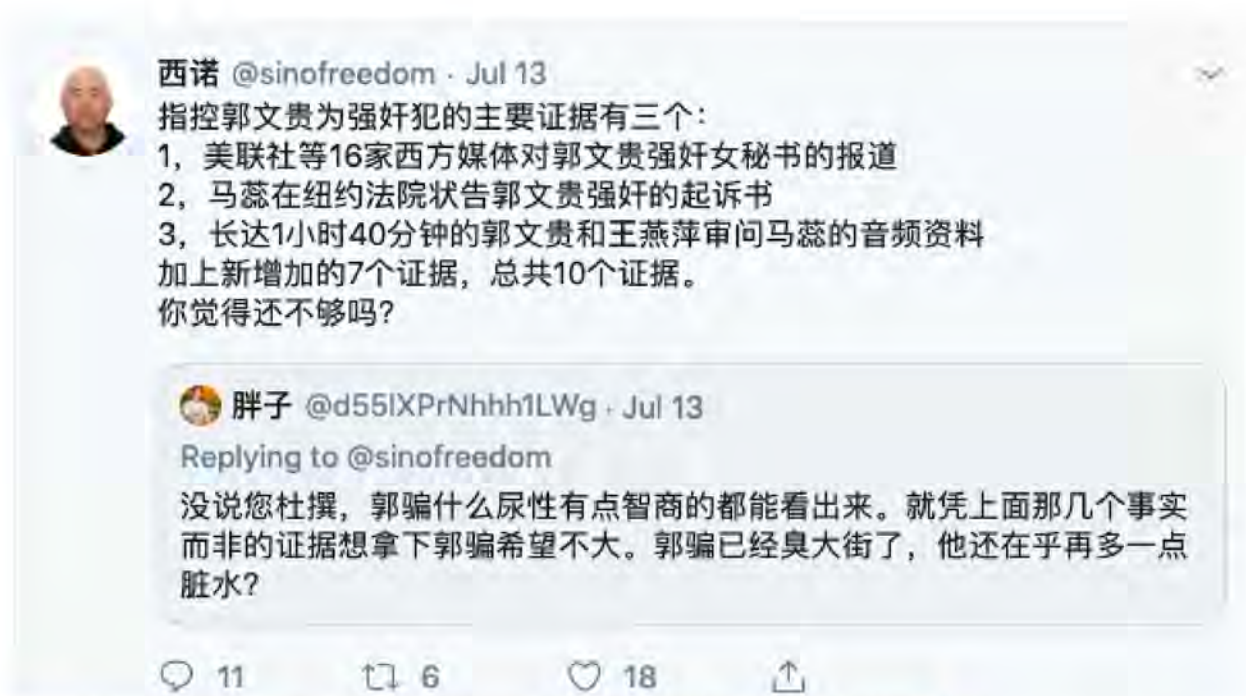 西诺 @sinofreedom · Jul 13
指控郭文贵为强奸犯的主要证据有三个：
1，美联社等16家西方媒体对郭文贵强奸女秘书的报道
2，马蕊在纽约法院状告郭文贵强奸的起诉书
3，长达1小时40分钟的郭文贵和王燕萍审问马蕊的音频资料
加上新增加的7个证据，总共10个证据。
你觉得还不够吗？
胖子 @d55lXPrNhhh1LWg · Jul 13
Replying to @sinofreedom
没说您杜撰，郭骗什么尿性有点智商的都能看出来。就凭上面那几个事实
而非的证据想拿下郭骗希望不大。郭骗已经臭大街了，他还在乎再多一点
脏水？
11 6 18